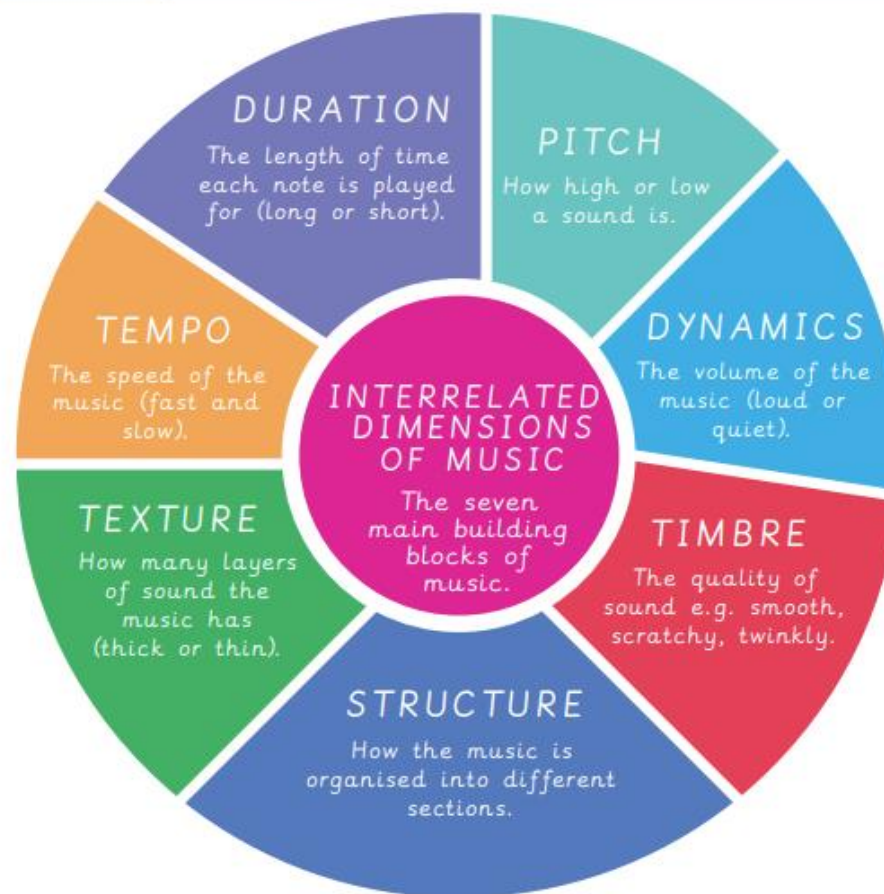 DURATION
The length of time
each note is played
for (long or short).
PITCH
How high or low
a sound is.
DYNAMICS
The volume of the
music (loud or
quiet).
TIMBRE
The quality of
sound e.g. smooth,
scratchy, twinkly.
STRUCTURE
How the music is
organised into different
sections.
TEXTURE
How many layers
of sound the
music has
(thick or thin).
TEMPO
The speed of the
music (fast and
slow).
INTERRELATED
DIMENSIONS
OF MUSIC
The seven
main building
blocks of
music.